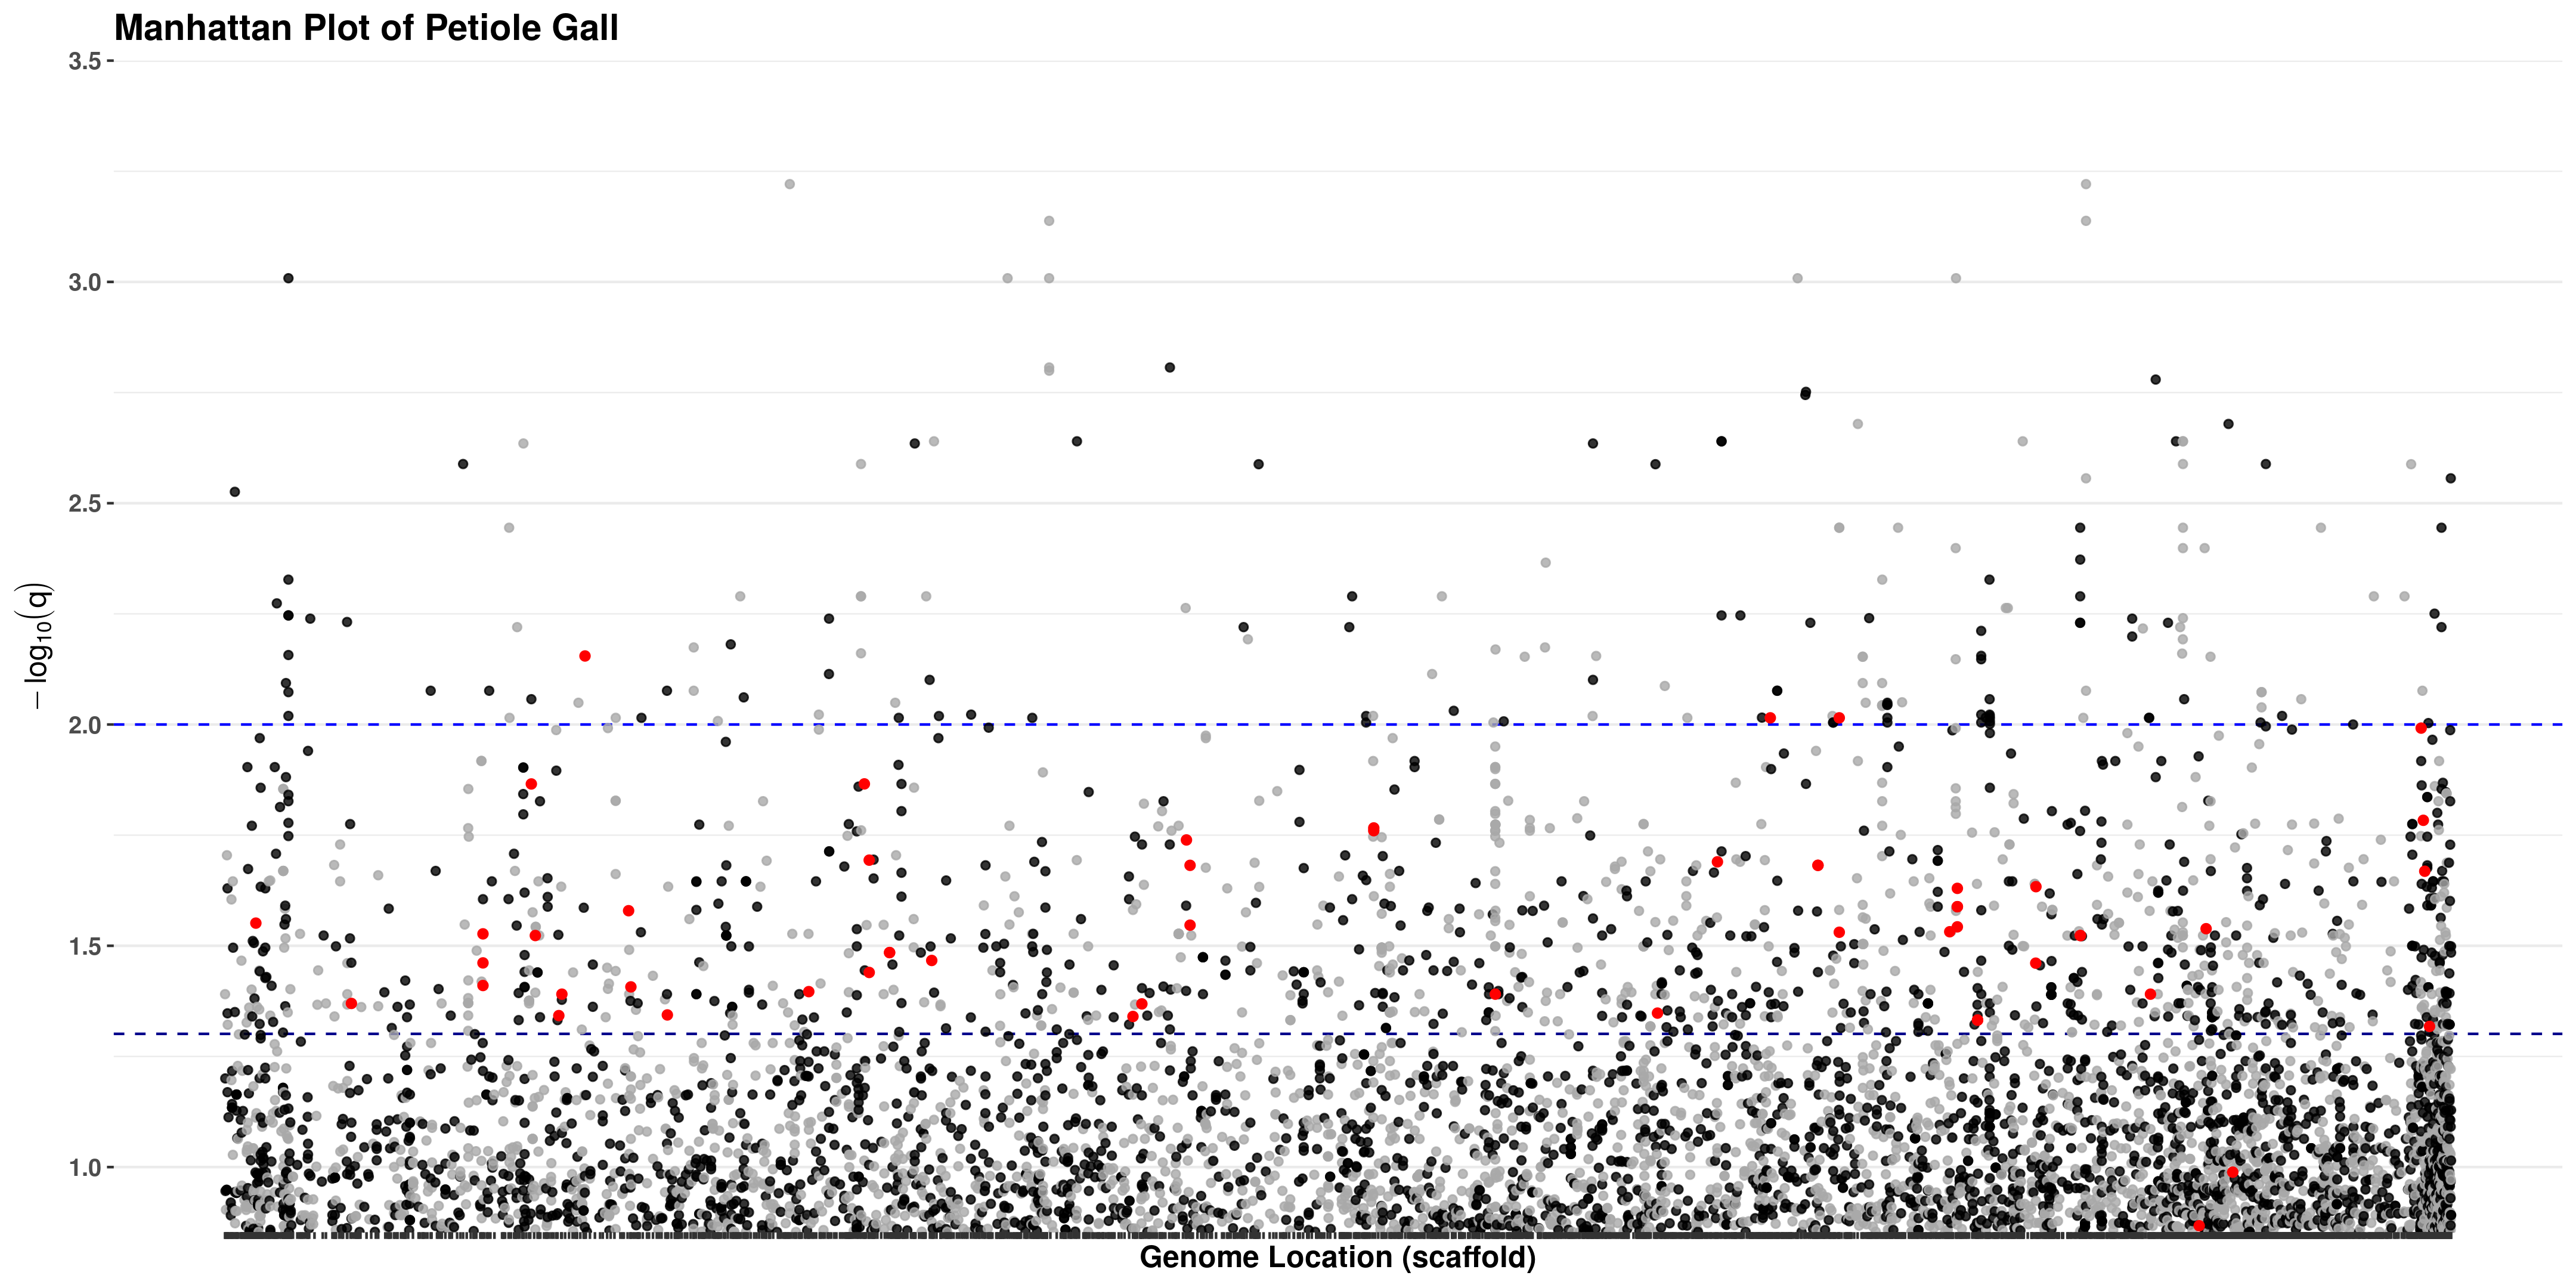 Manhattan Plot of Petiole Gall
3.5
3.0
2.5
2.0
1.5
1.0
− log10(q)
Genome Location (scaffold)